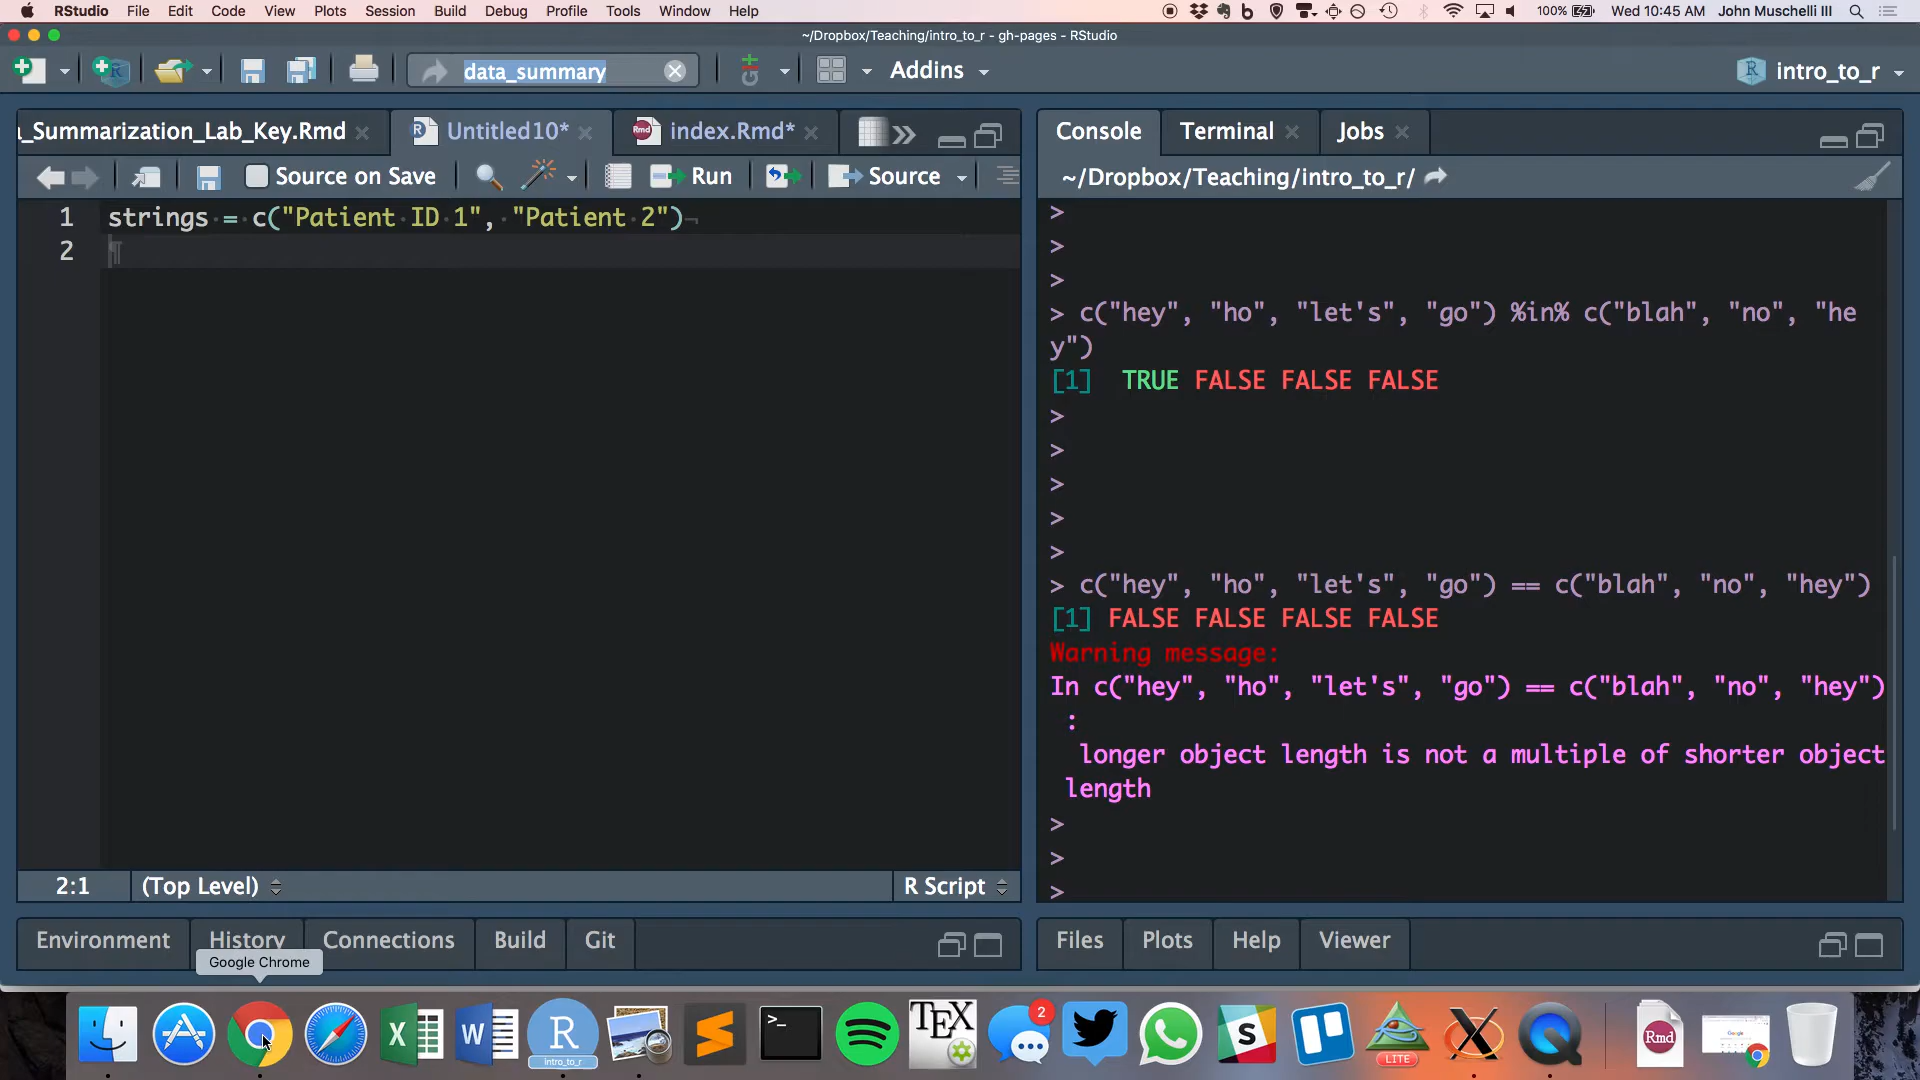 RStudio File Edit Code View Plots Session Build Debug Profile Tools Window Help 100% Wed 10:45 AM John Muschelli III
~/Dropbox/Teaching/intro_to_r - gh-pages - RStudio
data_summary Addins intro_to_r
_Summarization_Lab_Key.Rmd Untitled10* index.Rmd* Console Terminal Jobs
Source on Save Run Source ~/Dropbox/Teaching/intro_to_r/
1 strings = c("Patient ID 1", "Patient 2")
2
>
>
>
> c("hey", "ho", "let's", "go") %in% c("blah", "no", "he
y")
[1] TRUE FALSE FALSE FALSE
>
>
>
>
>
> c("hey", "ho", "let's", "go") == c("blah", "no", "hey")
[1] FALSE FALSE FALSE FALSE
Warning message:
In c("hey", "ho", "let's", "go") == c("blah", "no", "hey")
:
longer object length is not a multiple of shorter object
length
>
>
>
2:1 (Top Level) R Script
Environment History Connections Build Git Files Plots Help Viewer
Google Chrome
X W R intro_to_r S >_ TEX 2 S LITE X Rmd Google